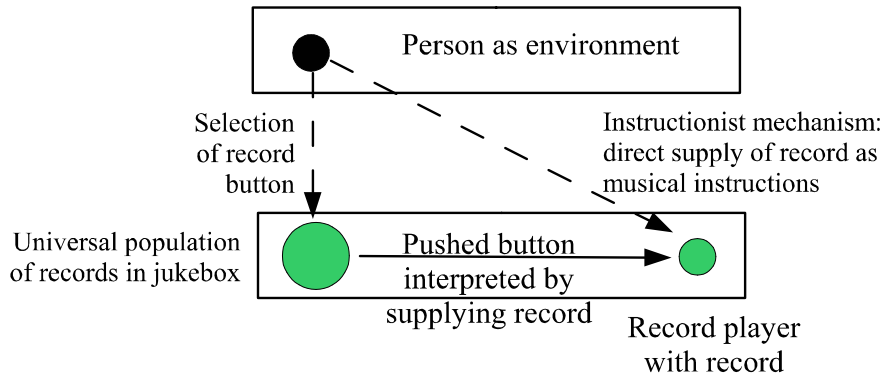 Person as environment
Selection
of record
button
Instructionist mechanism:
direct supply of record as
musical instructions
Universal population
of records in jukebox
Pushed button
interpreted by
supplying record
Record player
with record